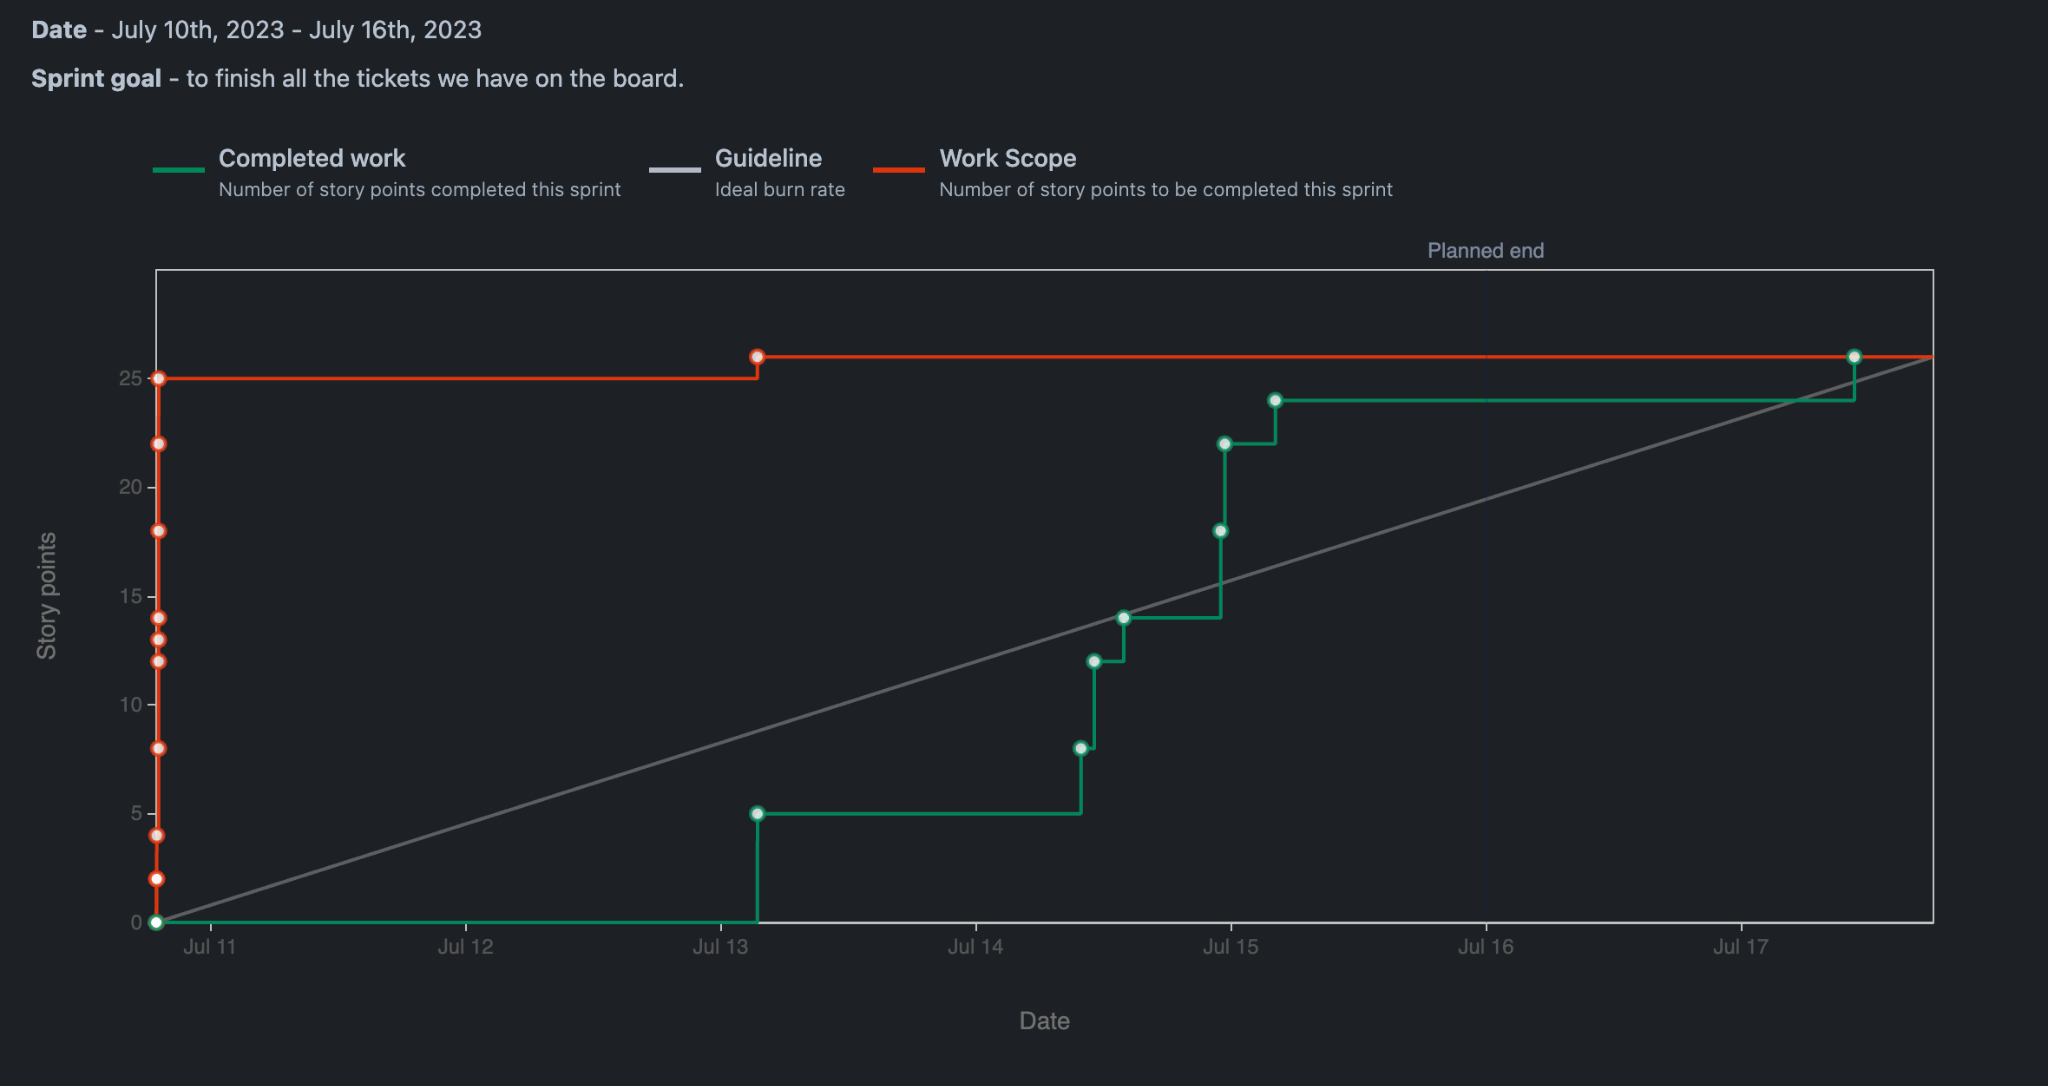 Date - July 10th, 2023 - July 16th, 2023
Sprint goal - to finish all the tickets we have on the board.
Completed work
Number of story points completed this sprint
Guideline
Ideal burn rate
Work Scope
Number of story points to be completed this sprint
Planned end
25
20
15
10
5
0
Story points
Jul 11
Jul 12
Jul 13
Jul 14
Jul 15
Jul 16
Jul 17
Date